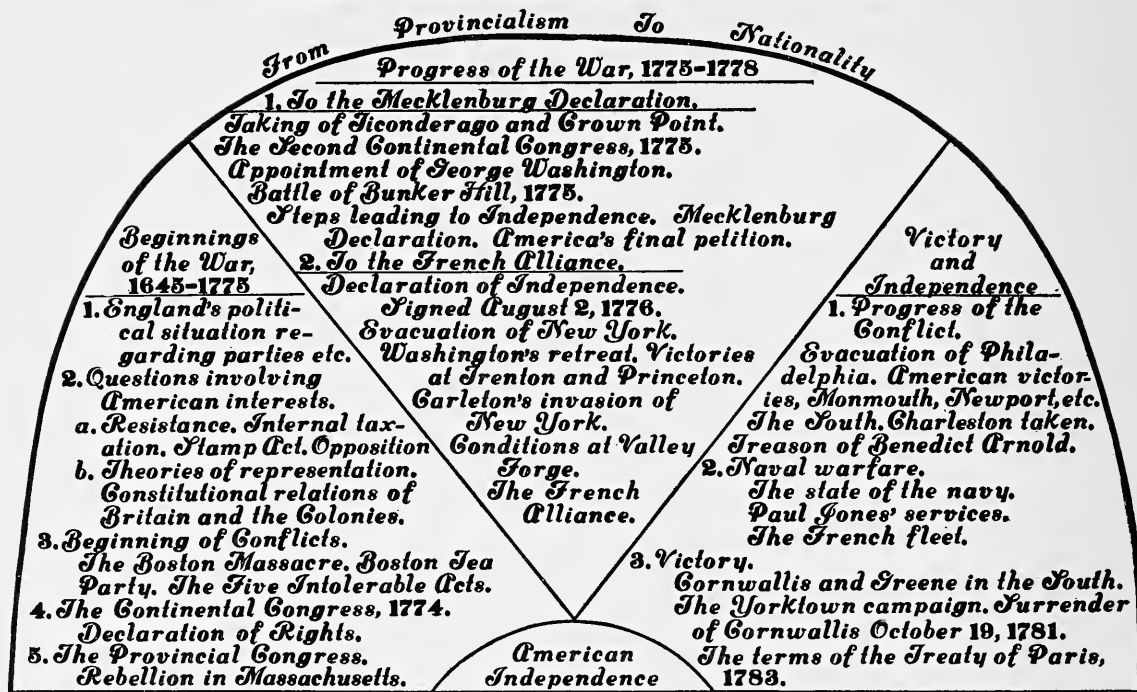 From Provincialism To Nationality
Progress of the War, 1775-1778
1. To the Mecklenburg Declaration.
Taking of Ticonderago and Crown Point.
The Second Continental Congress, 1775.
Appointment of George Washington.
Battle of Bunker Hill, 1775.
Steps leading to Independence. Mecklenburg
Declaration. America's final petition.
2. To the French Alliance.
Declaration of Independence.
Signed August 2, 1776.
Evacuation of New York.
Washington's retreat. Victories
at Trenton and Princeton.
Carleton's invasion of
New York.
Conditions at Valley
Forge.
The French
Alliance.
Beginnings
of the War,
1645-1775
1. England's politi-
cal situation re-
garding parties etc.
2. Questions involving
American interests.
a. Resistance. Internal tax-
ation. Stamp Act. Opposition
b. Theories of representation.
Constitutional relations of
Britain and the Colonies.
3. Beginning of Conflicts.
The Boston Massacre. Boston Tea
Party. The Five Intolerable Acts.
4. The Continental Congress, 1774.
Declaration of Rights.
5. The Provincial Congress.
Rebellion in Massachusetts.
Victory
and
Independence
1. Progress of the
Conflict.
Evacuation of Phila-
delphia. American victor-
ies, Monmouth, Newport, etc.
The South. Charleston taken.
Treason of Benedict Arnold.
2. Naval warfare.
The state of the navy.
Paul Jones' services.
The French fleet.
3. Victory.
Cornwallis and Greene in the South.
The Yorktown campaign. Surrender
of Cornwallis October 19, 1781.
The terms of the Treaty of Paris,
1783.
American
Independence